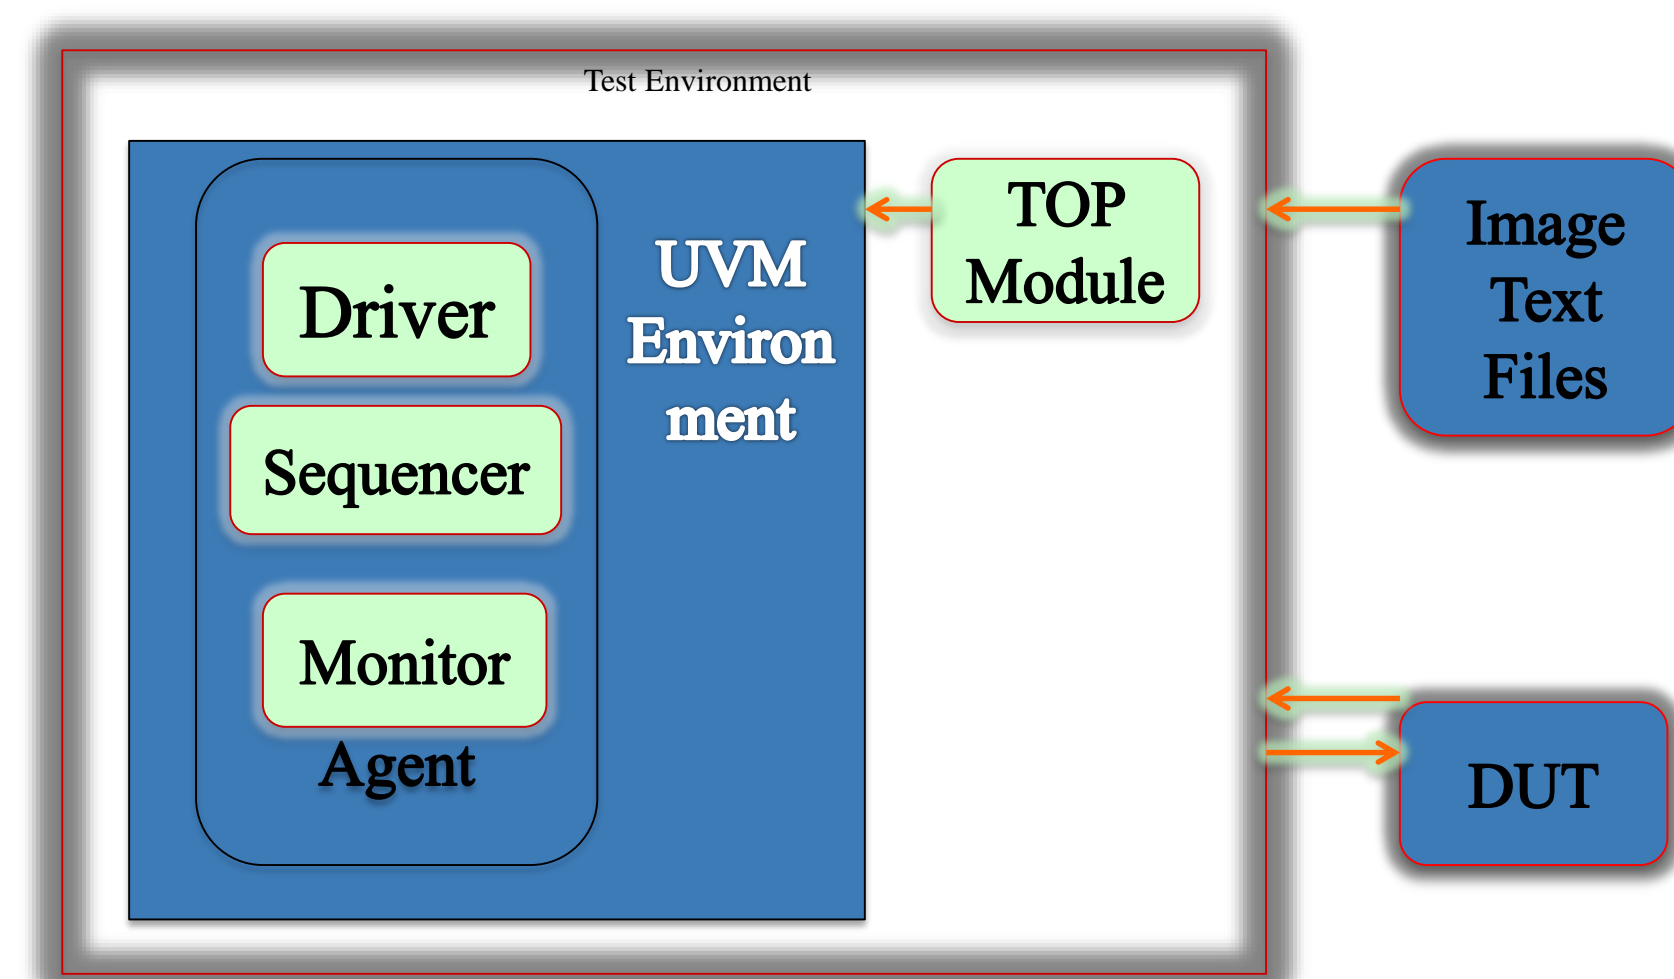 Test Environment
Driver
Sequencer
Monitor
Agent
UVM
Environ
ment
TOP
Module
Image
Text
Files
DUT